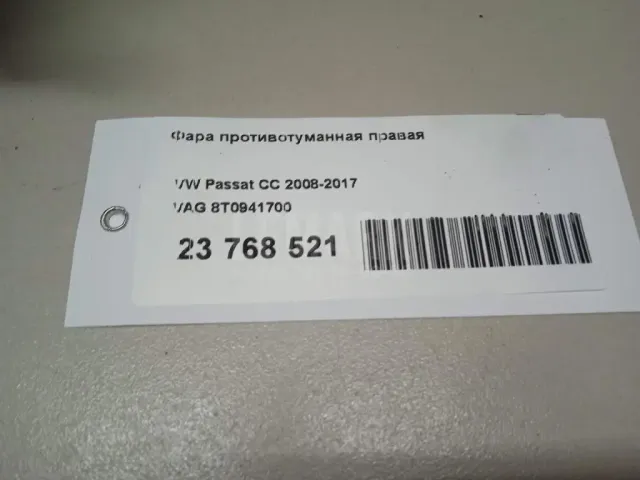 Фара противотуманная правая
VW Passat CC 2008-2017
VAG 8T0941700
23 768 521